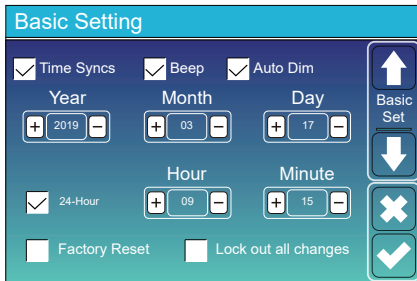 Basic Setting
Time Syncs Beep Auto Dim
Year Month Day
+ 2019 − + 03 − + 17 −
Basic
Set
Hour Minute
24-Hour + 09 − + 15 −
Factory Reset Lock out all changes